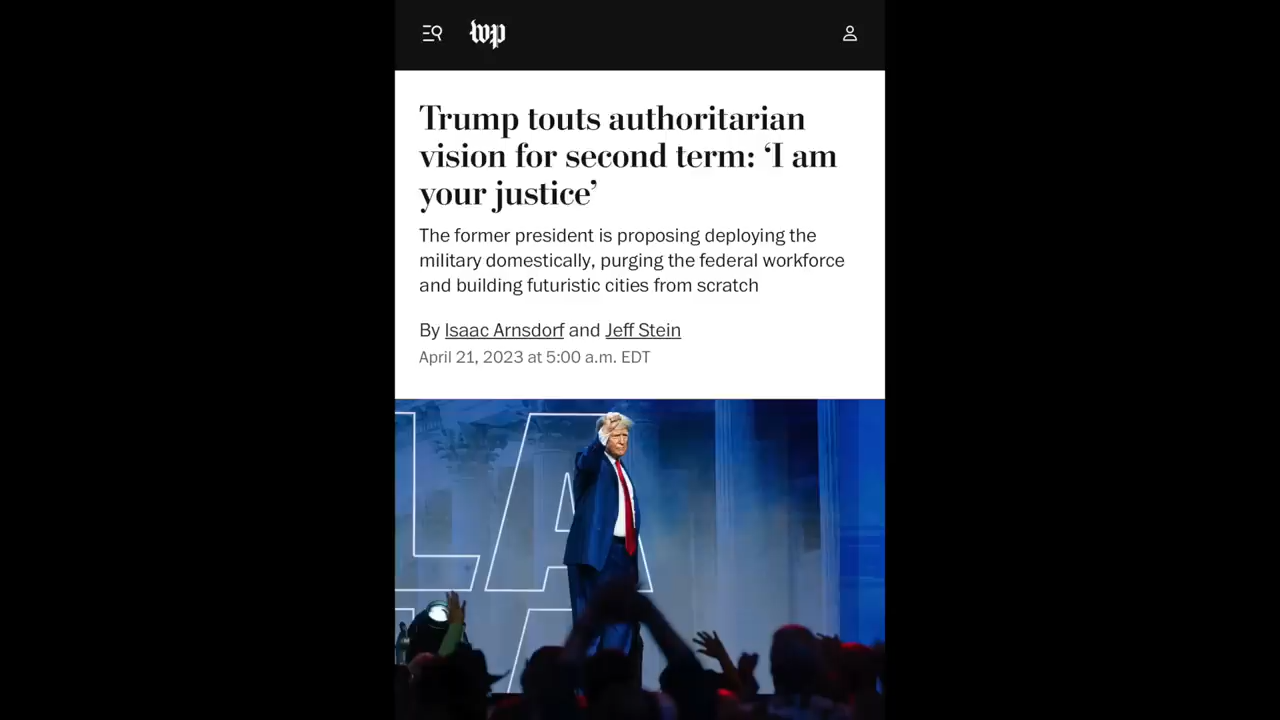 wp
Trump touts authoritarian
vision for second term: ‘I am
your justice’
The former president is proposing deploying the
military domestically, purging the federal workforce
and building futuristic cities from scratch
By Isaac Arnsdorf and Jeff Stein
April 21, 2023 at 5:00 a.m. EDT
LA